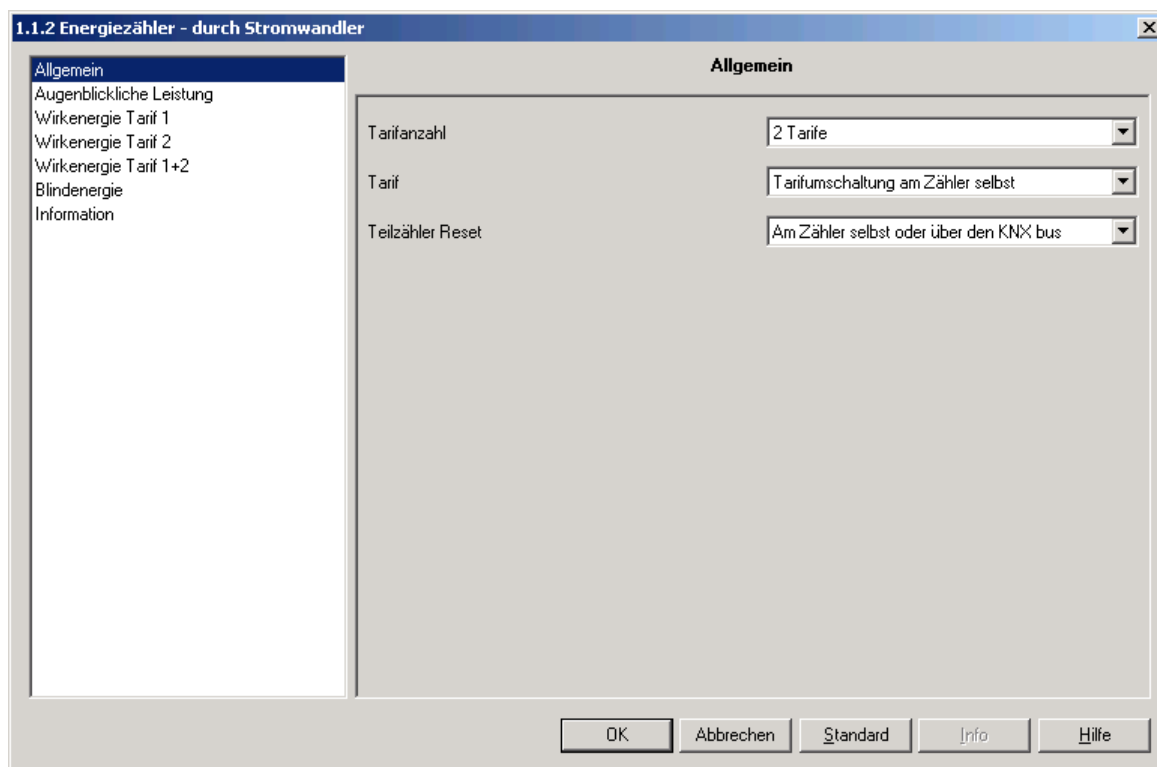 1.1.2 Energiezähler - durch Stromwandler
Allgemein
Augenblickliche Leistung
Wirkenergie Tarif 1
Wirkenergie Tarif 2
Wirkenergie Tarif 1+2
Blindenergie
Information
Allgemein
Tarifanzahl
2 Tarife
Tarif
Tarifumschaltung am Zähler selbst
Teilzähler Reset
Am Zähler selbst oder über den KNX bus
OK
Abbrechen
Standard
Info
Hilfe